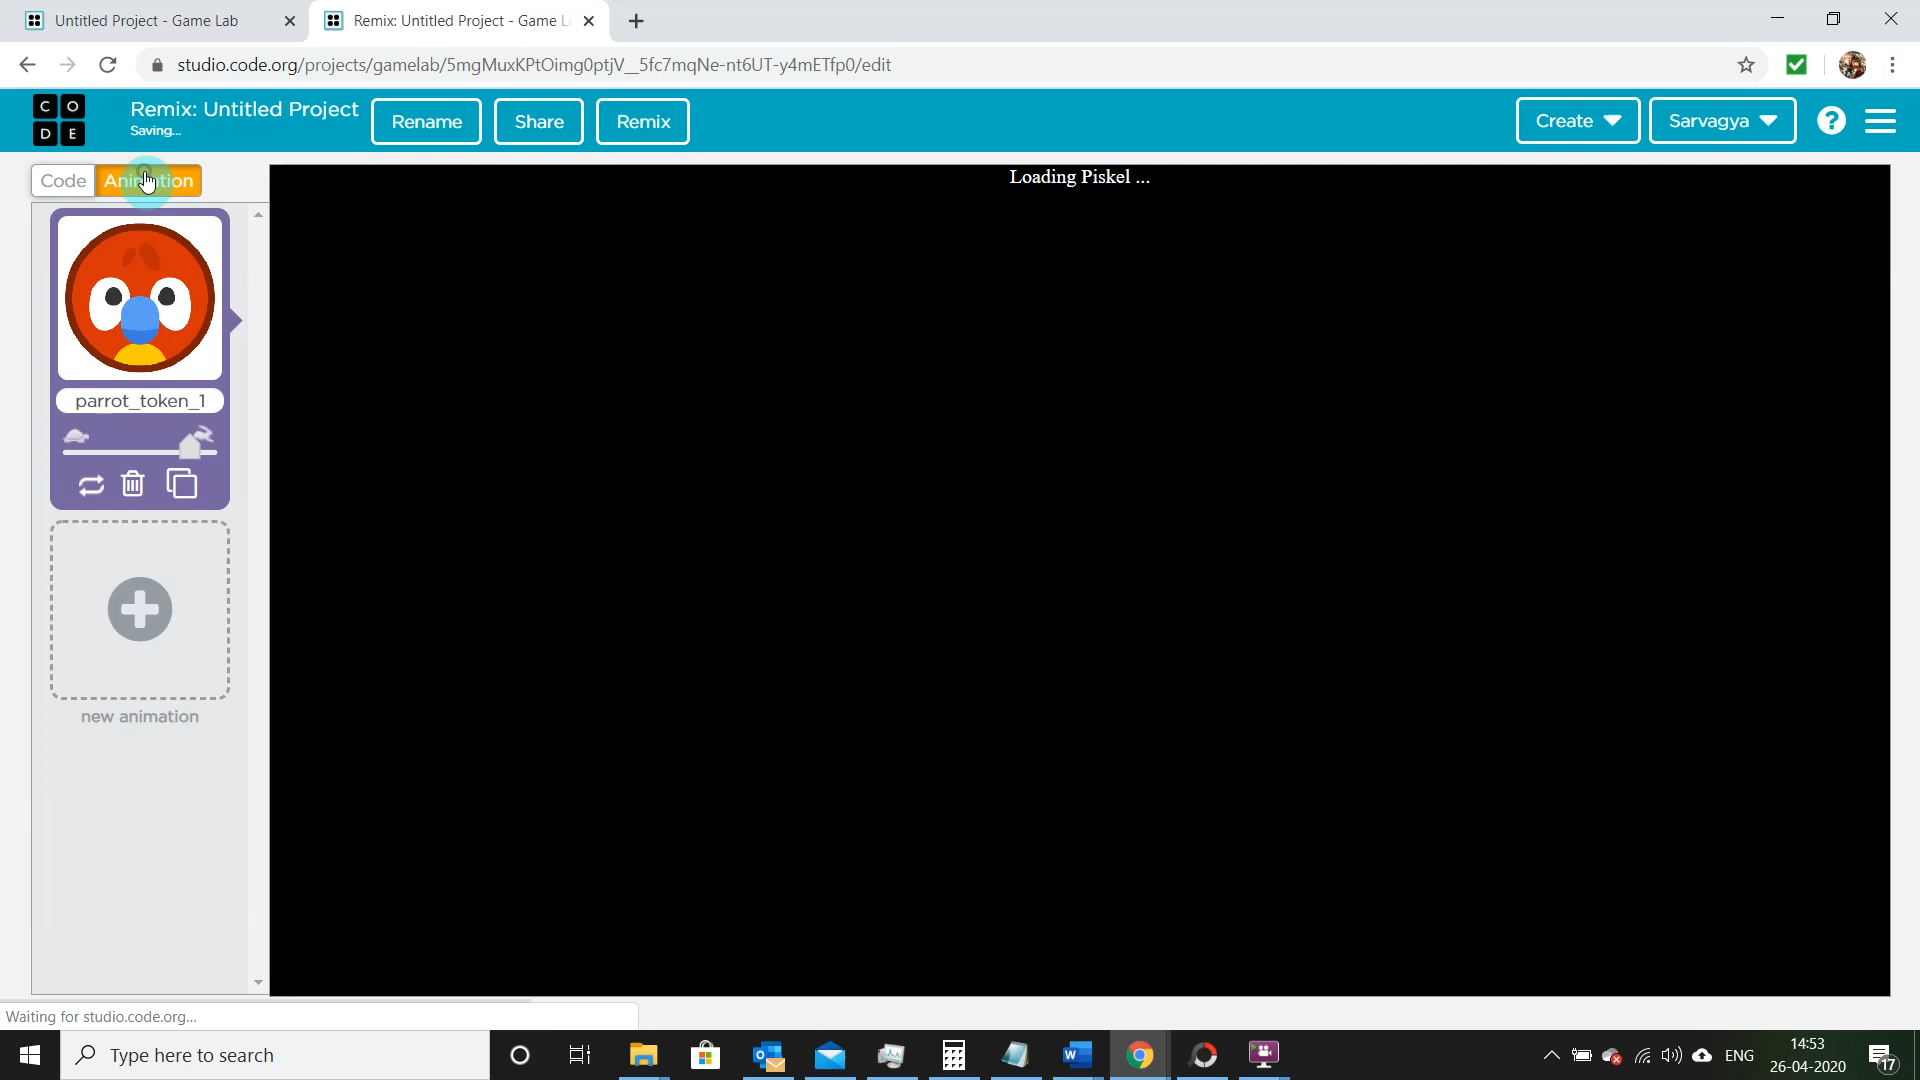 Untitled Project - Game Lab
Remix: Untitled Project - Game L
studio.code.org/projects/gamelab/5mgMuxKPtOimg0ptjV__5fc7mqNe-nt6UT-y4mETfp0/edit
C O
D E
Remix: Untitled Project
Saving...
Rename
Share
Remix
Create
Sarvagya
?
Code
Animation
Loading Piskel ...
parrot_token_1
new animation
Waiting for studio.code.org...
Type here to search
ENG
14:53
26-04-2020
17